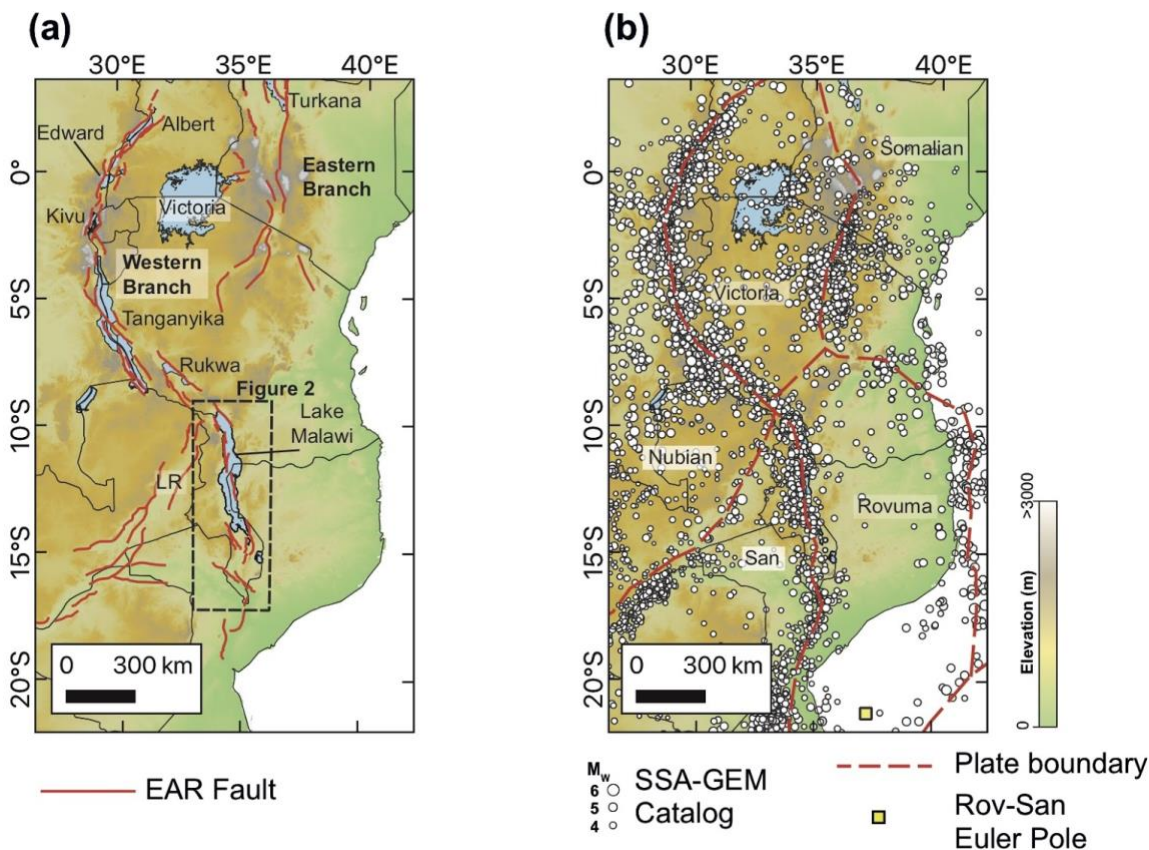 (a)
30°E 35°E 40°E
0°
5°S
10°S
15°S
20°S
Turkana
Albert
Edward
Eastern
Branch
Kivu
Victoria
Western
Branch
Tanganyika
Rukwa
Figure 2
Lake
Malawi
LR
0 300 km
EAR Fault
(b)
30°E 35°E 40°E
0°
5°S
10°S
15°S
20°S
Somalian
Victoria
Nubian
Rovuma
San
0 300 km
>3000
Elevation (m)
0
Mw
6
5
4
SSA-GEM
Catalog
Plate boundary
Rov-San
Euler Pole